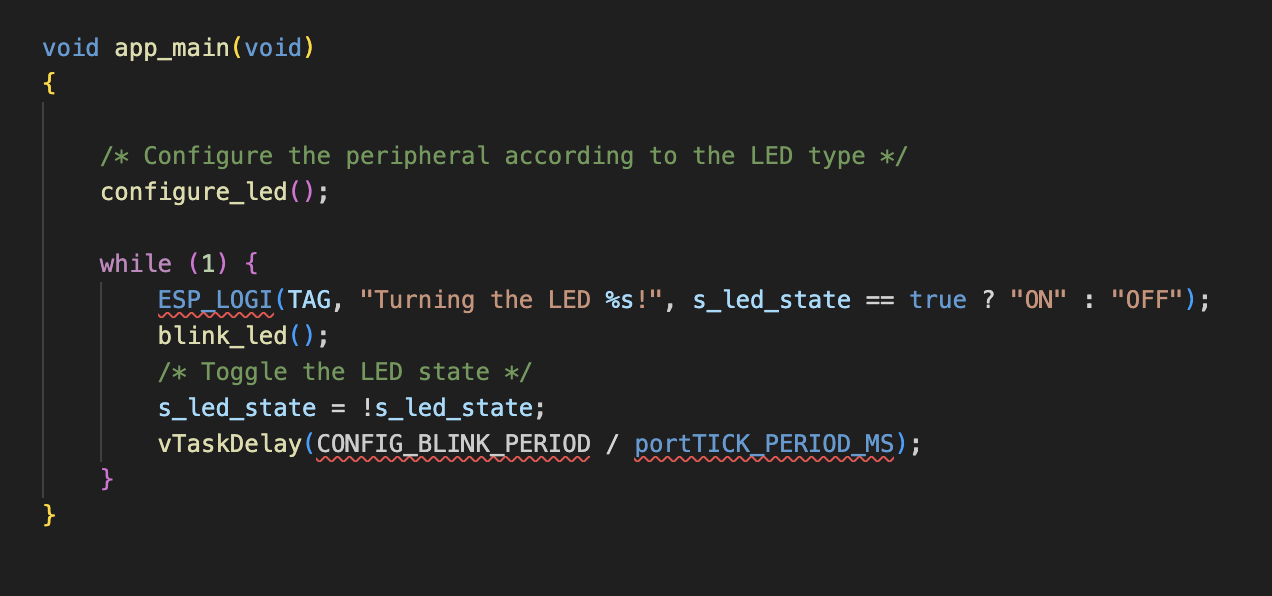 void app_main(void)
{
/* Configure the peripheral according to the LED type */
configure_led();
while (1) {
ESP_LOGI(TAG, "Turning the LED %s!", s_led_state == true ? "ON" : "OFF");
blink_led();
/* Toggle the LED state */
s_led_state = !s_led_state;
vTaskDelay(CONFIG_BLINK_PERIOD / portTICK_PERIOD_MS);
}
}